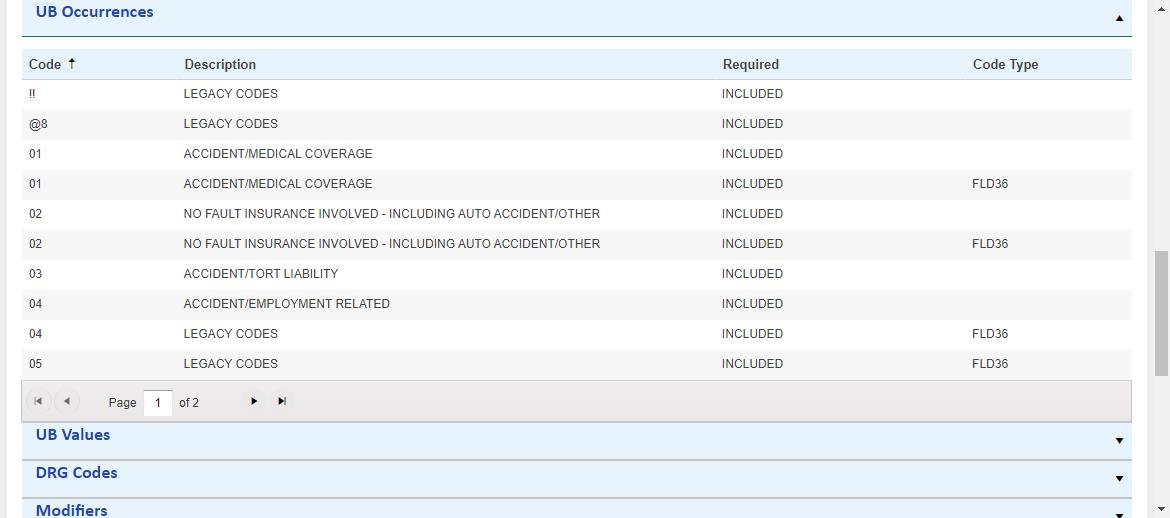 UB Occurrences
Code Description Required Code Type
!! LEGACY CODES INCLUDED
@8 LEGACY CODES INCLUDED
01 ACCIDENT/MEDICAL COVERAGE INCLUDED
01 ACCIDENT/MEDICAL COVERAGE INCLUDED FLD36
02 NO FAULT INSURANCE INVOLVED - INCLUDING AUTO ACCIDENT/OTHER INCLUDED
02 NO FAULT INSURANCE INVOLVED - INCLUDING AUTO ACCIDENT/OTHER INCLUDED FLD36
03 ACCIDENT/TORT LIABILITY INCLUDED
04 ACCIDENT/EMPLOYMENT RELATED INCLUDED
04 LEGACY CODES INCLUDED FLD36
05 LEGACY CODES INCLUDED FLD36
Page 1 of 2
UB Values
DRG Codes
Modifiers